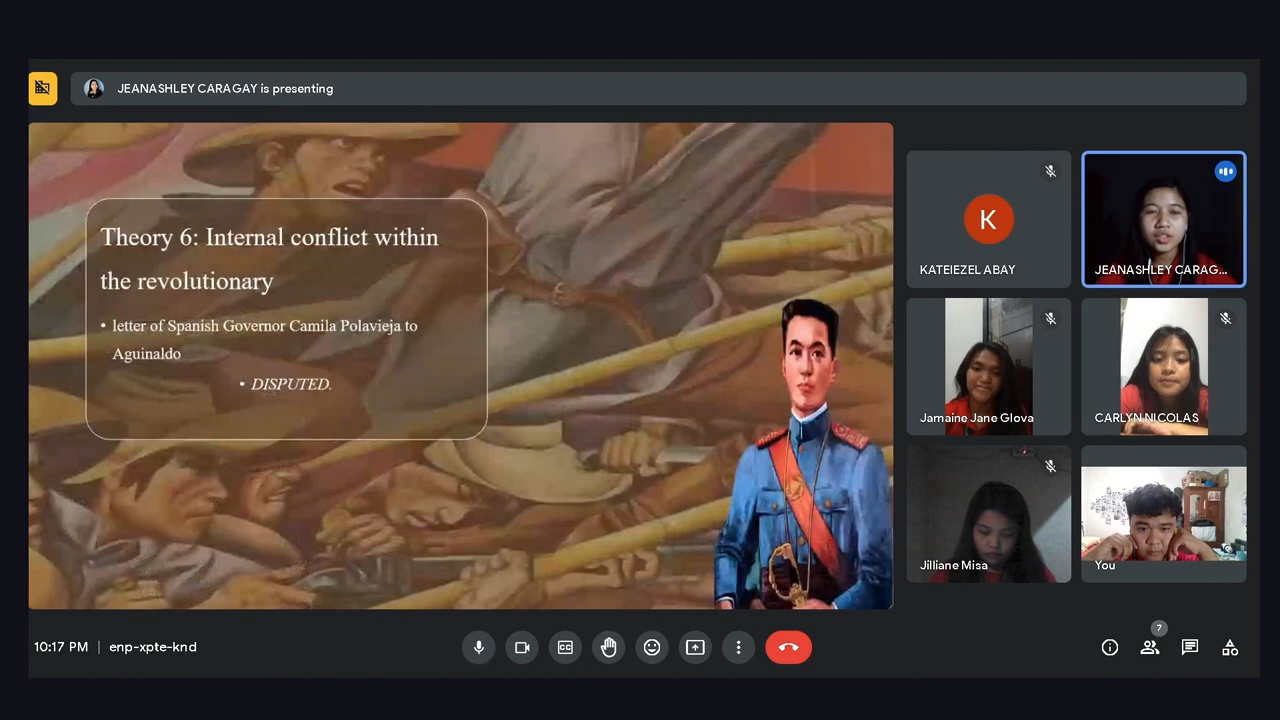 JEANASHLEY CARAGAY is presenting
Theory 6: Internal conflict within
the revolutionary
• letter of Spanish Governor Camila Polavieja to
Aguinaldo
• DISPUTED.
K
KATEIEZEL ABAY
JEANASHLEY CARAG...
Jamaine Jane Glova
CARLYN NICOLAS
Jilliane Misa
You
10:17 PM | enp-xpte-knd
CC
7